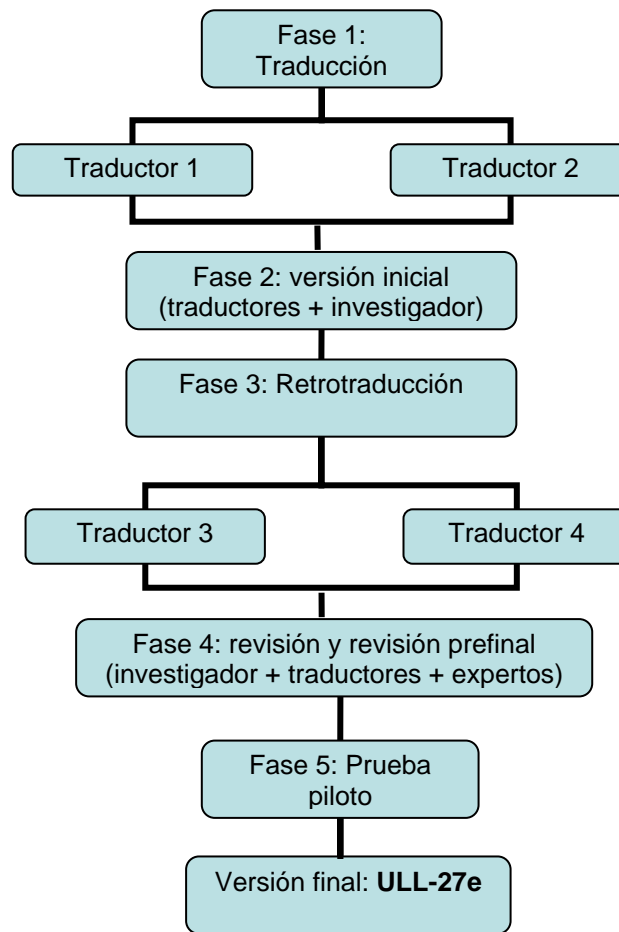 Fase 1:
Traducción
Traductor 1
Traductor 2
Fase 2: versión inicial
(traductores + investigador)
Fase 3: Retrotraducción
Traductor 3
Traductor 4
Fase 4: revisión y revisión prefinal
(investigador + traductores + expertos)
Fase 5: Prueba
piloto
Versión final: ULL-27e